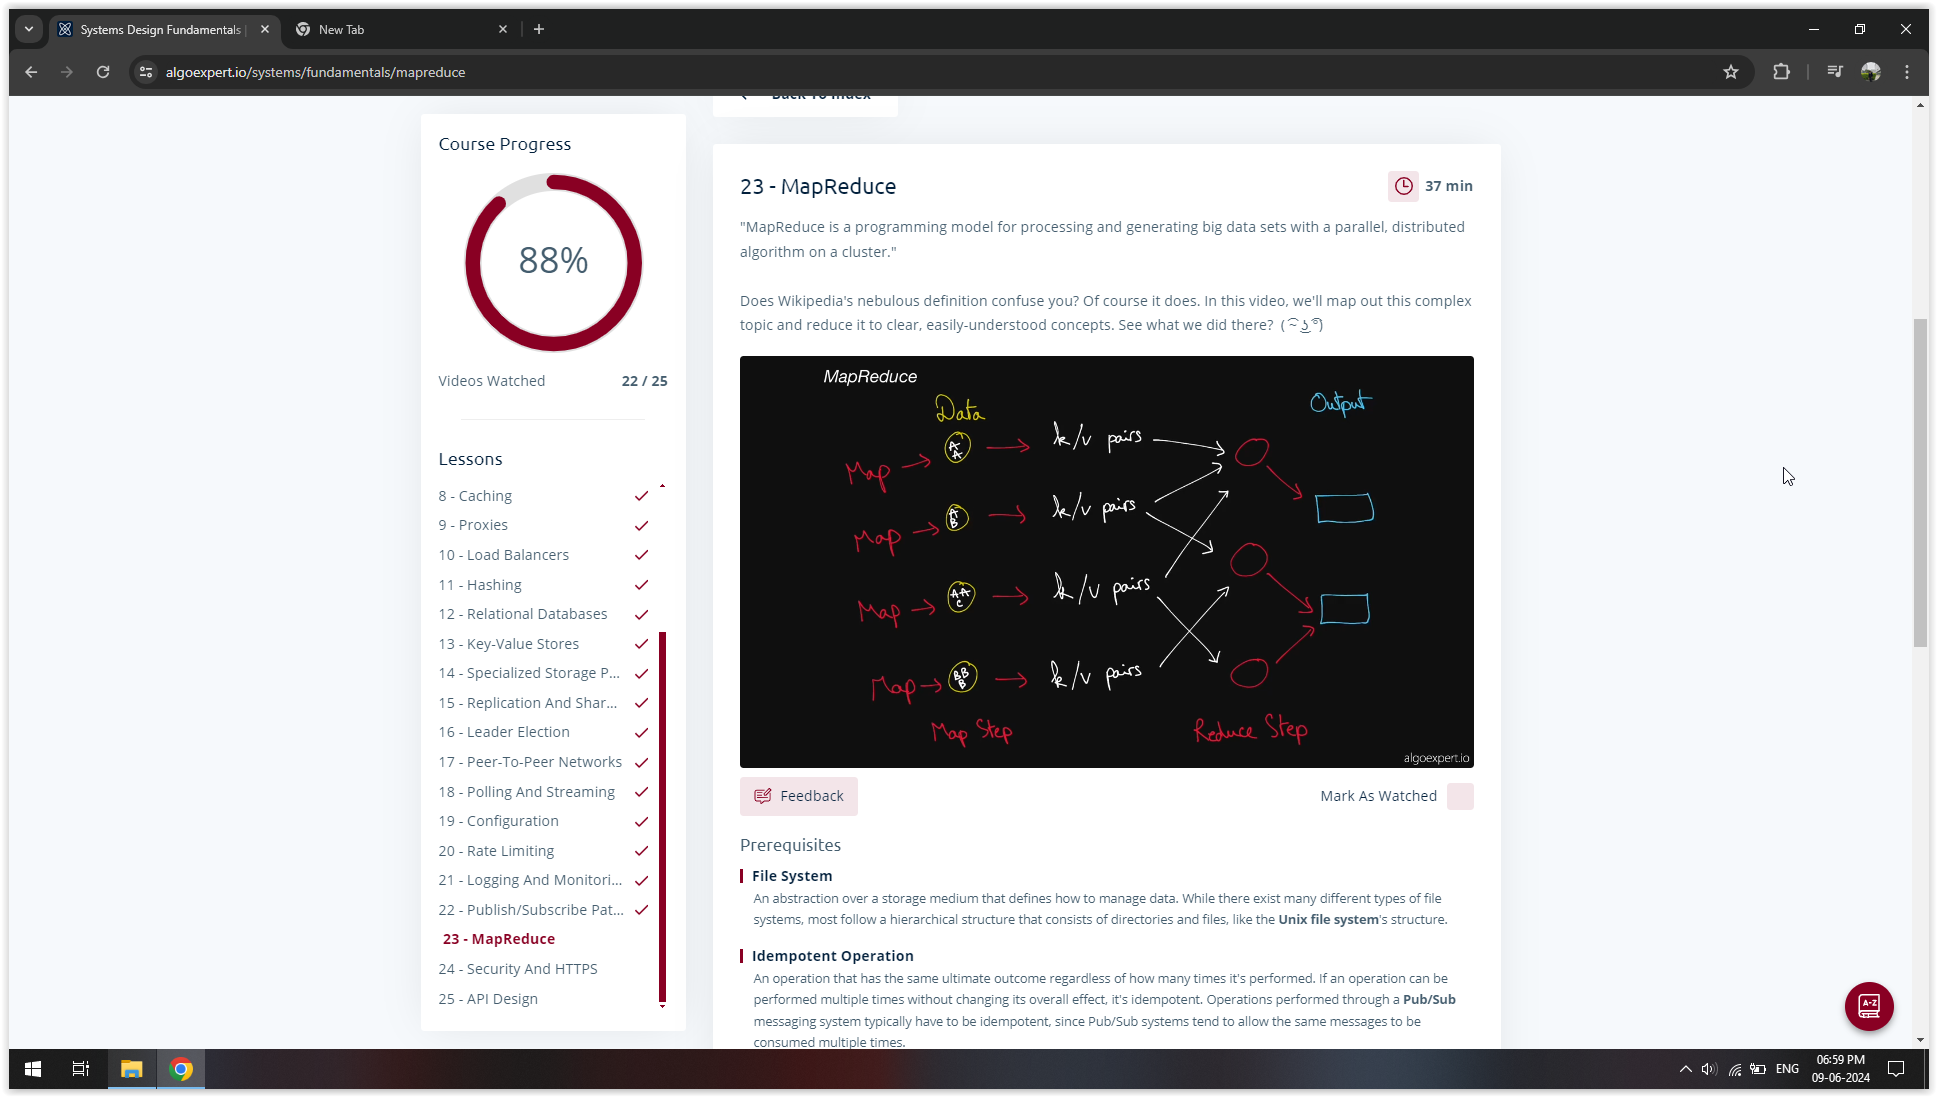 Systems Design Fundamentals |
New Tab
algoexpert.io/systems/fundamentals/mapreduce
Back To Index
Course Progress
88%
Videos Watched 22 / 25
Lessons
8 - Caching
9 - Proxies
10 - Load Balancers
11 - Hashing
12 - Relational Databases
13 - Key-Value Stores
14 - Specialized Storage P...
15 - Replication And Shar...
16 - Leader Election
17 - Peer-To-Peer Networks
18 - Polling And Streaming
19 - Configuration
20 - Rate Limiting
21 - Logging And Monitori...
22 - Publish/Subscribe Pat...
23 - MapReduce
24 - Security And HTTPS
25 - API Design
23 - MapReduce
37 min
"MapReduce is a programming model for processing and generating big data sets with a parallel, distributed
algorithm on a cluster."
Does Wikipedia's nebulous definition confuse you? Of course it does. In this video, we'll map out this complex
topic and reduce it to clear, easily-understood concepts. See what we did there? ( ͡~ ͜ʖ ͡°)
MapReduce
Data
Output
Map
A
A
k/v pairs
Map
A
B
k/v pairs
Map
A A
C
k/v pairs
Map
B B
B
k/v pairs
Map Step
Reduce Step
algoexpert.io
Feedback
Mark As Watched
Prerequisites
File System
An abstraction over a storage medium that defines how to manage data. While there exist many different types of file
systems, most follow a hierarchical structure that consists of directories and files, like the Unix file system's structure.
Idempotent Operation
An operation that has the same ultimate outcome regardless of how many times it's performed. If an operation can be
performed multiple times without changing its overall effect, it's idempotent. Operations performed through a Pub/Sub
messaging system typically have to be idempotent, since Pub/Sub systems tend to allow the same messages to be
consumed multiple times.
A-Z
ENG
06:59 PM
09-06-2024